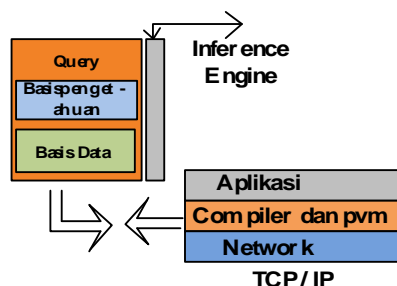 Query
Basispenget -
ahuan
Basis Data
Inference
Engine
Aplikasi
Compiler dan pvm
Network
TCP/ IP